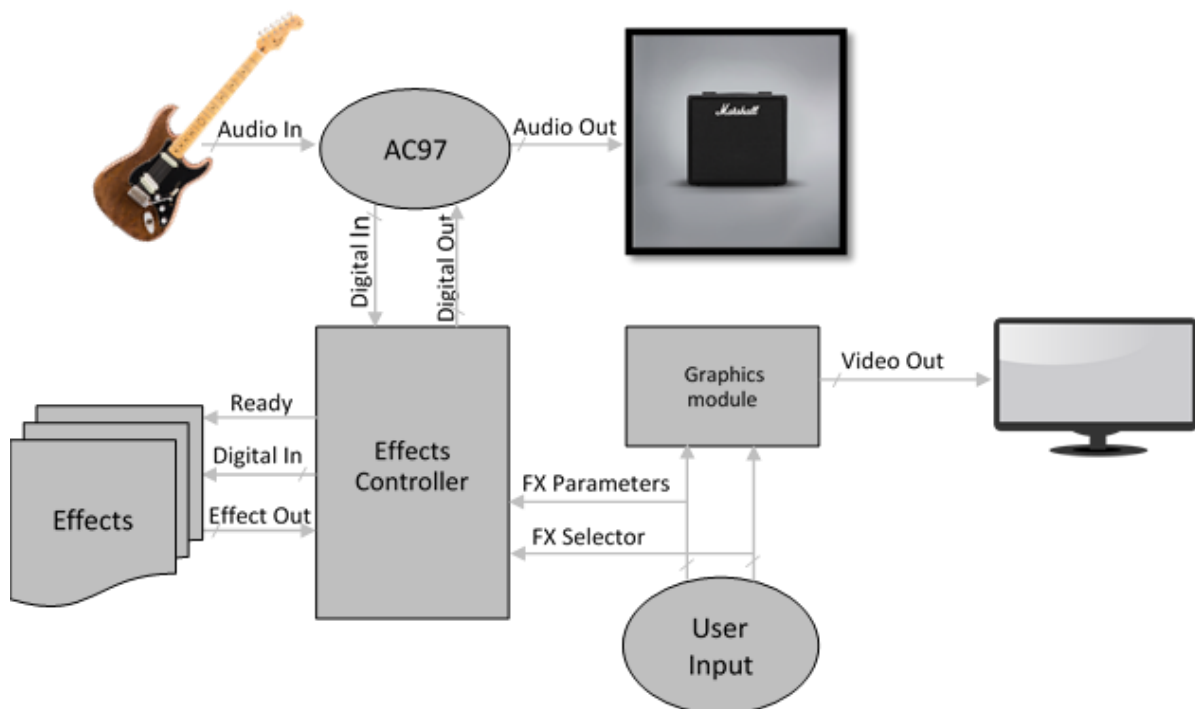 Audio In
AC97
Audio Out
Marshall
Digital In
Digital Out
Graphics
module
Video Out
Ready
Digital In
Effect Out
Effects
Effects
Controller
FX Parameters
FX Selector
User
Input